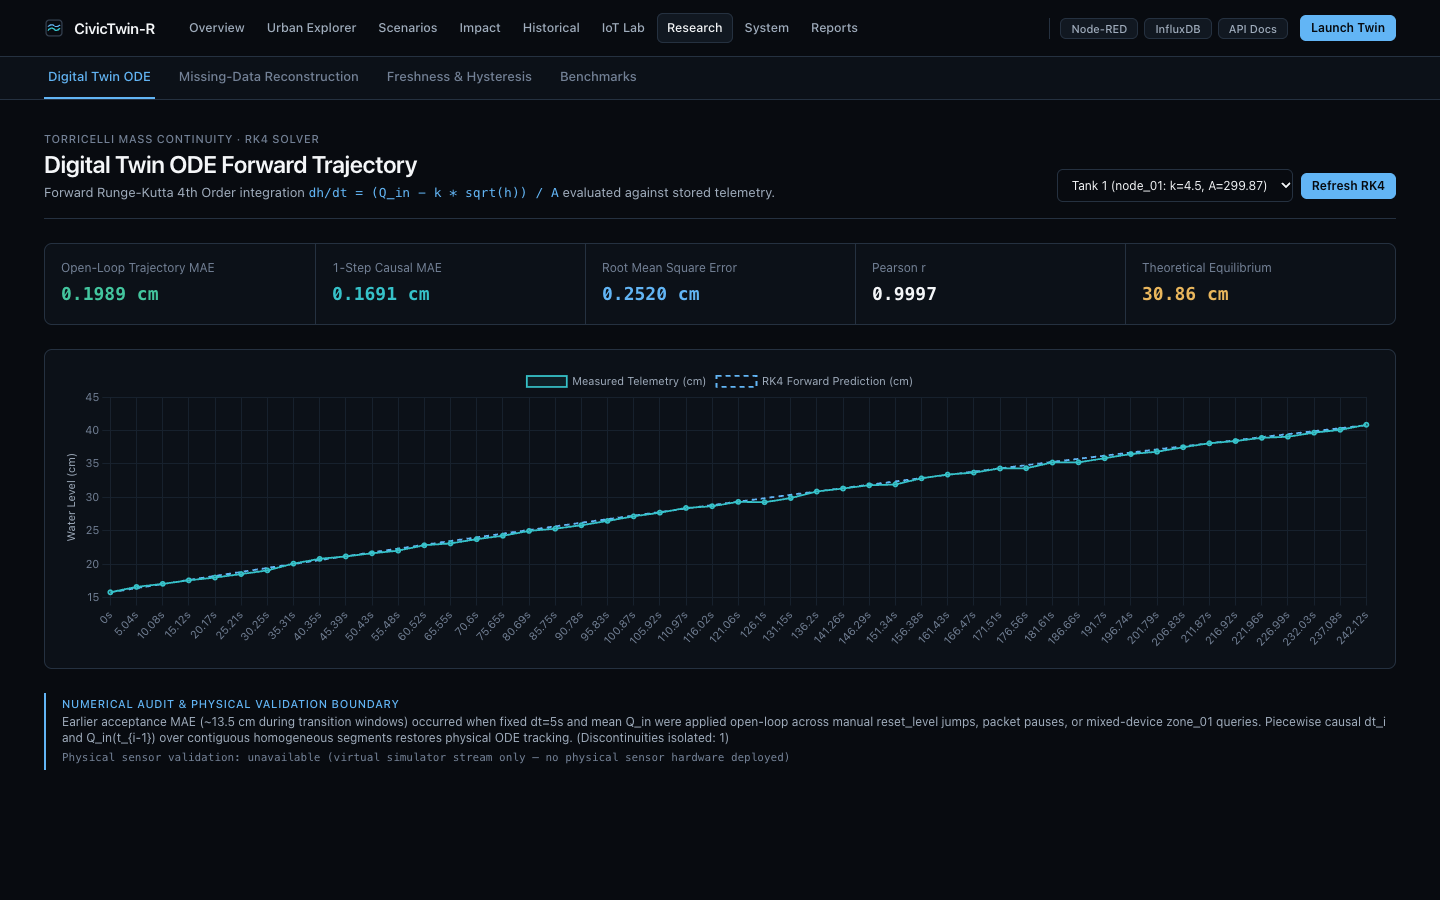 CivicTwin-R
Overview
Urban Explorer
Scenarios
Impact
Historical
IoT Lab
Research
System
Reports
Node-RED
InfluxDB
API Docs
Launch Twin
Digital Twin ODE
Missing-Data Reconstruction
Freshness & Hysteresis
Benchmarks
TORRICELLI MASS CONTINUITY · RK4 SOLVER
Digital Twin ODE Forward Trajectory
Forward Runge-Kutta 4th Order integration dh/dt = (Q_in − k * sqrt(h)) / A evaluated against stored telemetry.
Tank 1 (node_01: k=4.5, A=299.87)
Refresh RK4
Open-Loop Trajectory MAE
0.1989 cm
1-Step Causal MAE
0.1691 cm
Root Mean Square Error
0.2520 cm
Pearson r
0.9997
Theoretical Equilibrium
30.86 cm
Measured Telemetry (cm)
RK4 Forward Prediction (cm)
Water Level (cm)
45
40
35
30
25
20
15
0s
5.04s
10.08s
15.12s
20.17s
25.21s
30.25s
35.31s
40.35s
45.39s
50.43s
55.48s
60.52s
65.55s
70.6s
75.65s
80.69s
85.75s
90.78s
95.83s
100.87s
105.92s
110.97s
116.02s
121.06s
126.1s
131.15s
136.2s
141.26s
146.29s
151.34s
156.38s
161.43s
166.47s
171.51s
176.56s
181.61s
186.66s
191.7s
196.74s
201.79s
206.83s
211.87s
216.92s
221.96s
226.99s
232.03s
237.08s
242.12s
NUMERICAL AUDIT & PHYSICAL VALIDATION BOUNDARY
Earlier acceptance MAE (~13.5 cm during transition windows) occurred when fixed dt=5s and mean Q_in were applied open-loop across manual reset_level jumps, packet pauses, or mixed-device zone_01 queries. Piecewise causal dt_i
and Q_in(t_{i-1}) over contiguous homogeneous segments restores physical ODE tracking. (Discontinuities isolated: 1)
Physical sensor validation: unavailable (virtual simulator stream only — no physical sensor hardware deployed)